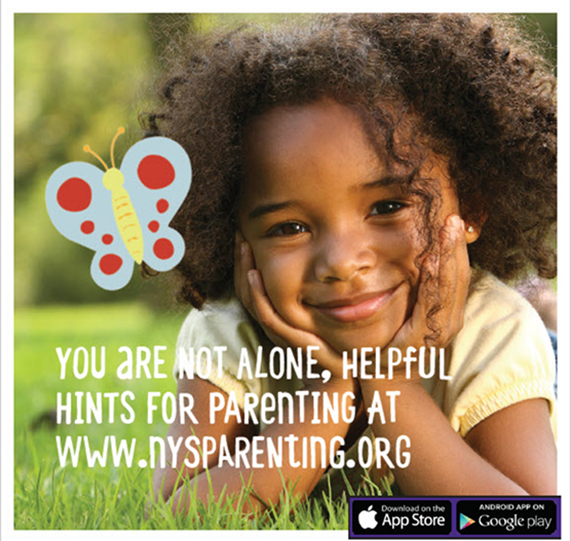 YOU aRE NOT ALONE, HELPfUL
HINTS FOR PARENTING AT
WWW.NYSPARENTING.ORG
Download on the
App Store
ANDROID APP ON
Google play